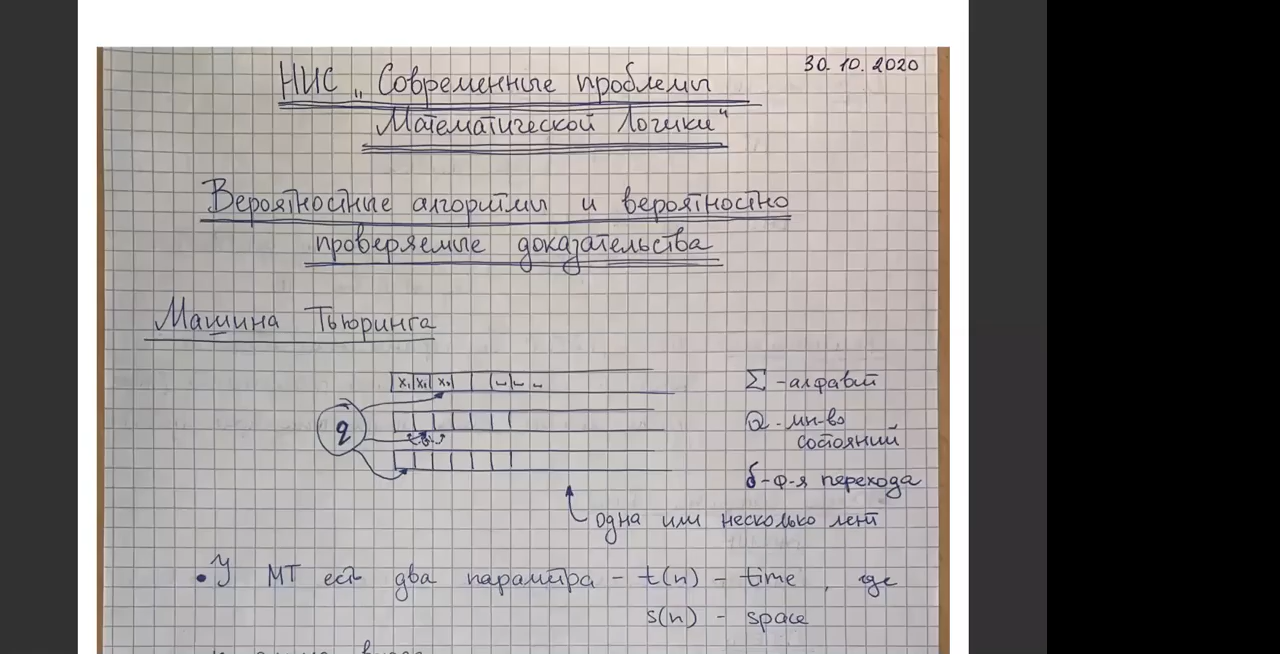 30.10.2020
НИС „Современные проблемы
Математической Логики“
Вероятностные алгоритмы и вероятностно
проверяемые доказательства
Машина Тьюринга
Σ - алфавит
Q - мн-во
состояний
δ - ф-я перехода
q
одна или несколько лент
• У МТ есть два параметра - t(n) - time, где
s(n) - space